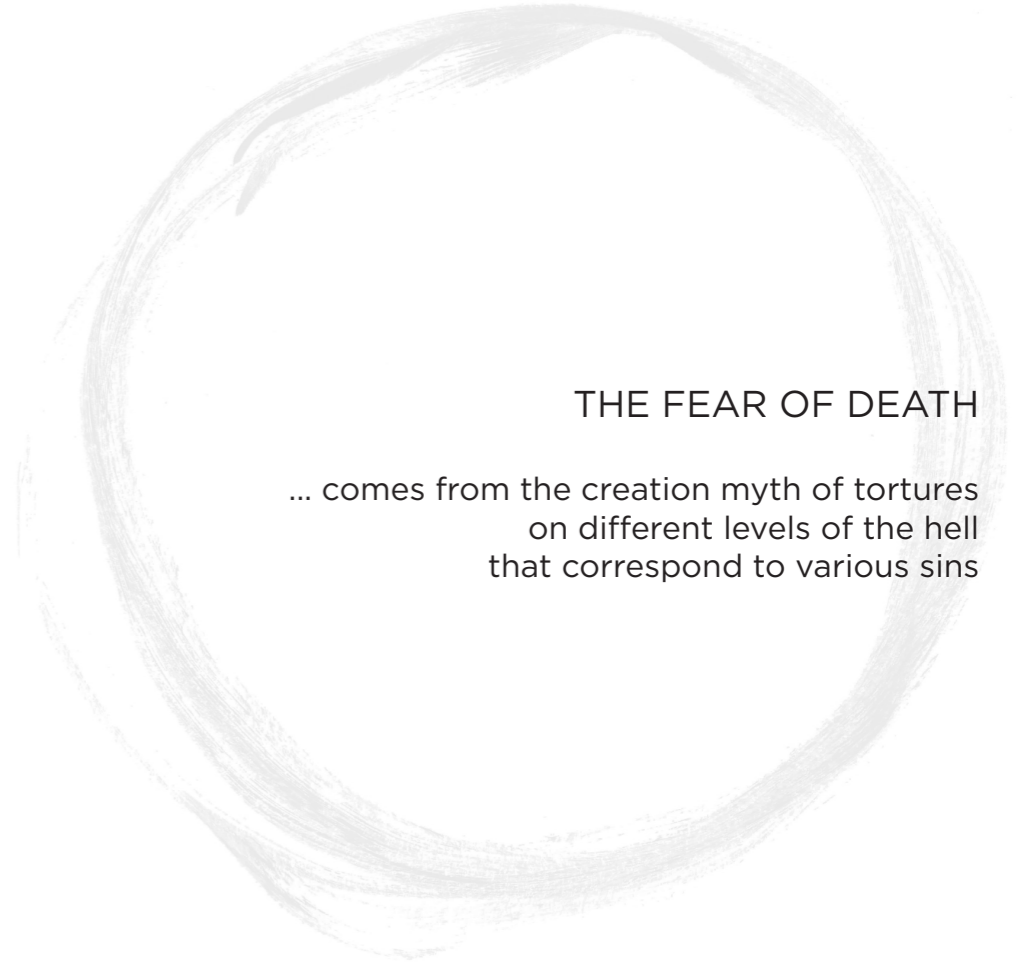 THE FEAR OF DEATH
... comes from the creation myth of tortures
on different levels of the hell
that correspond to various sins